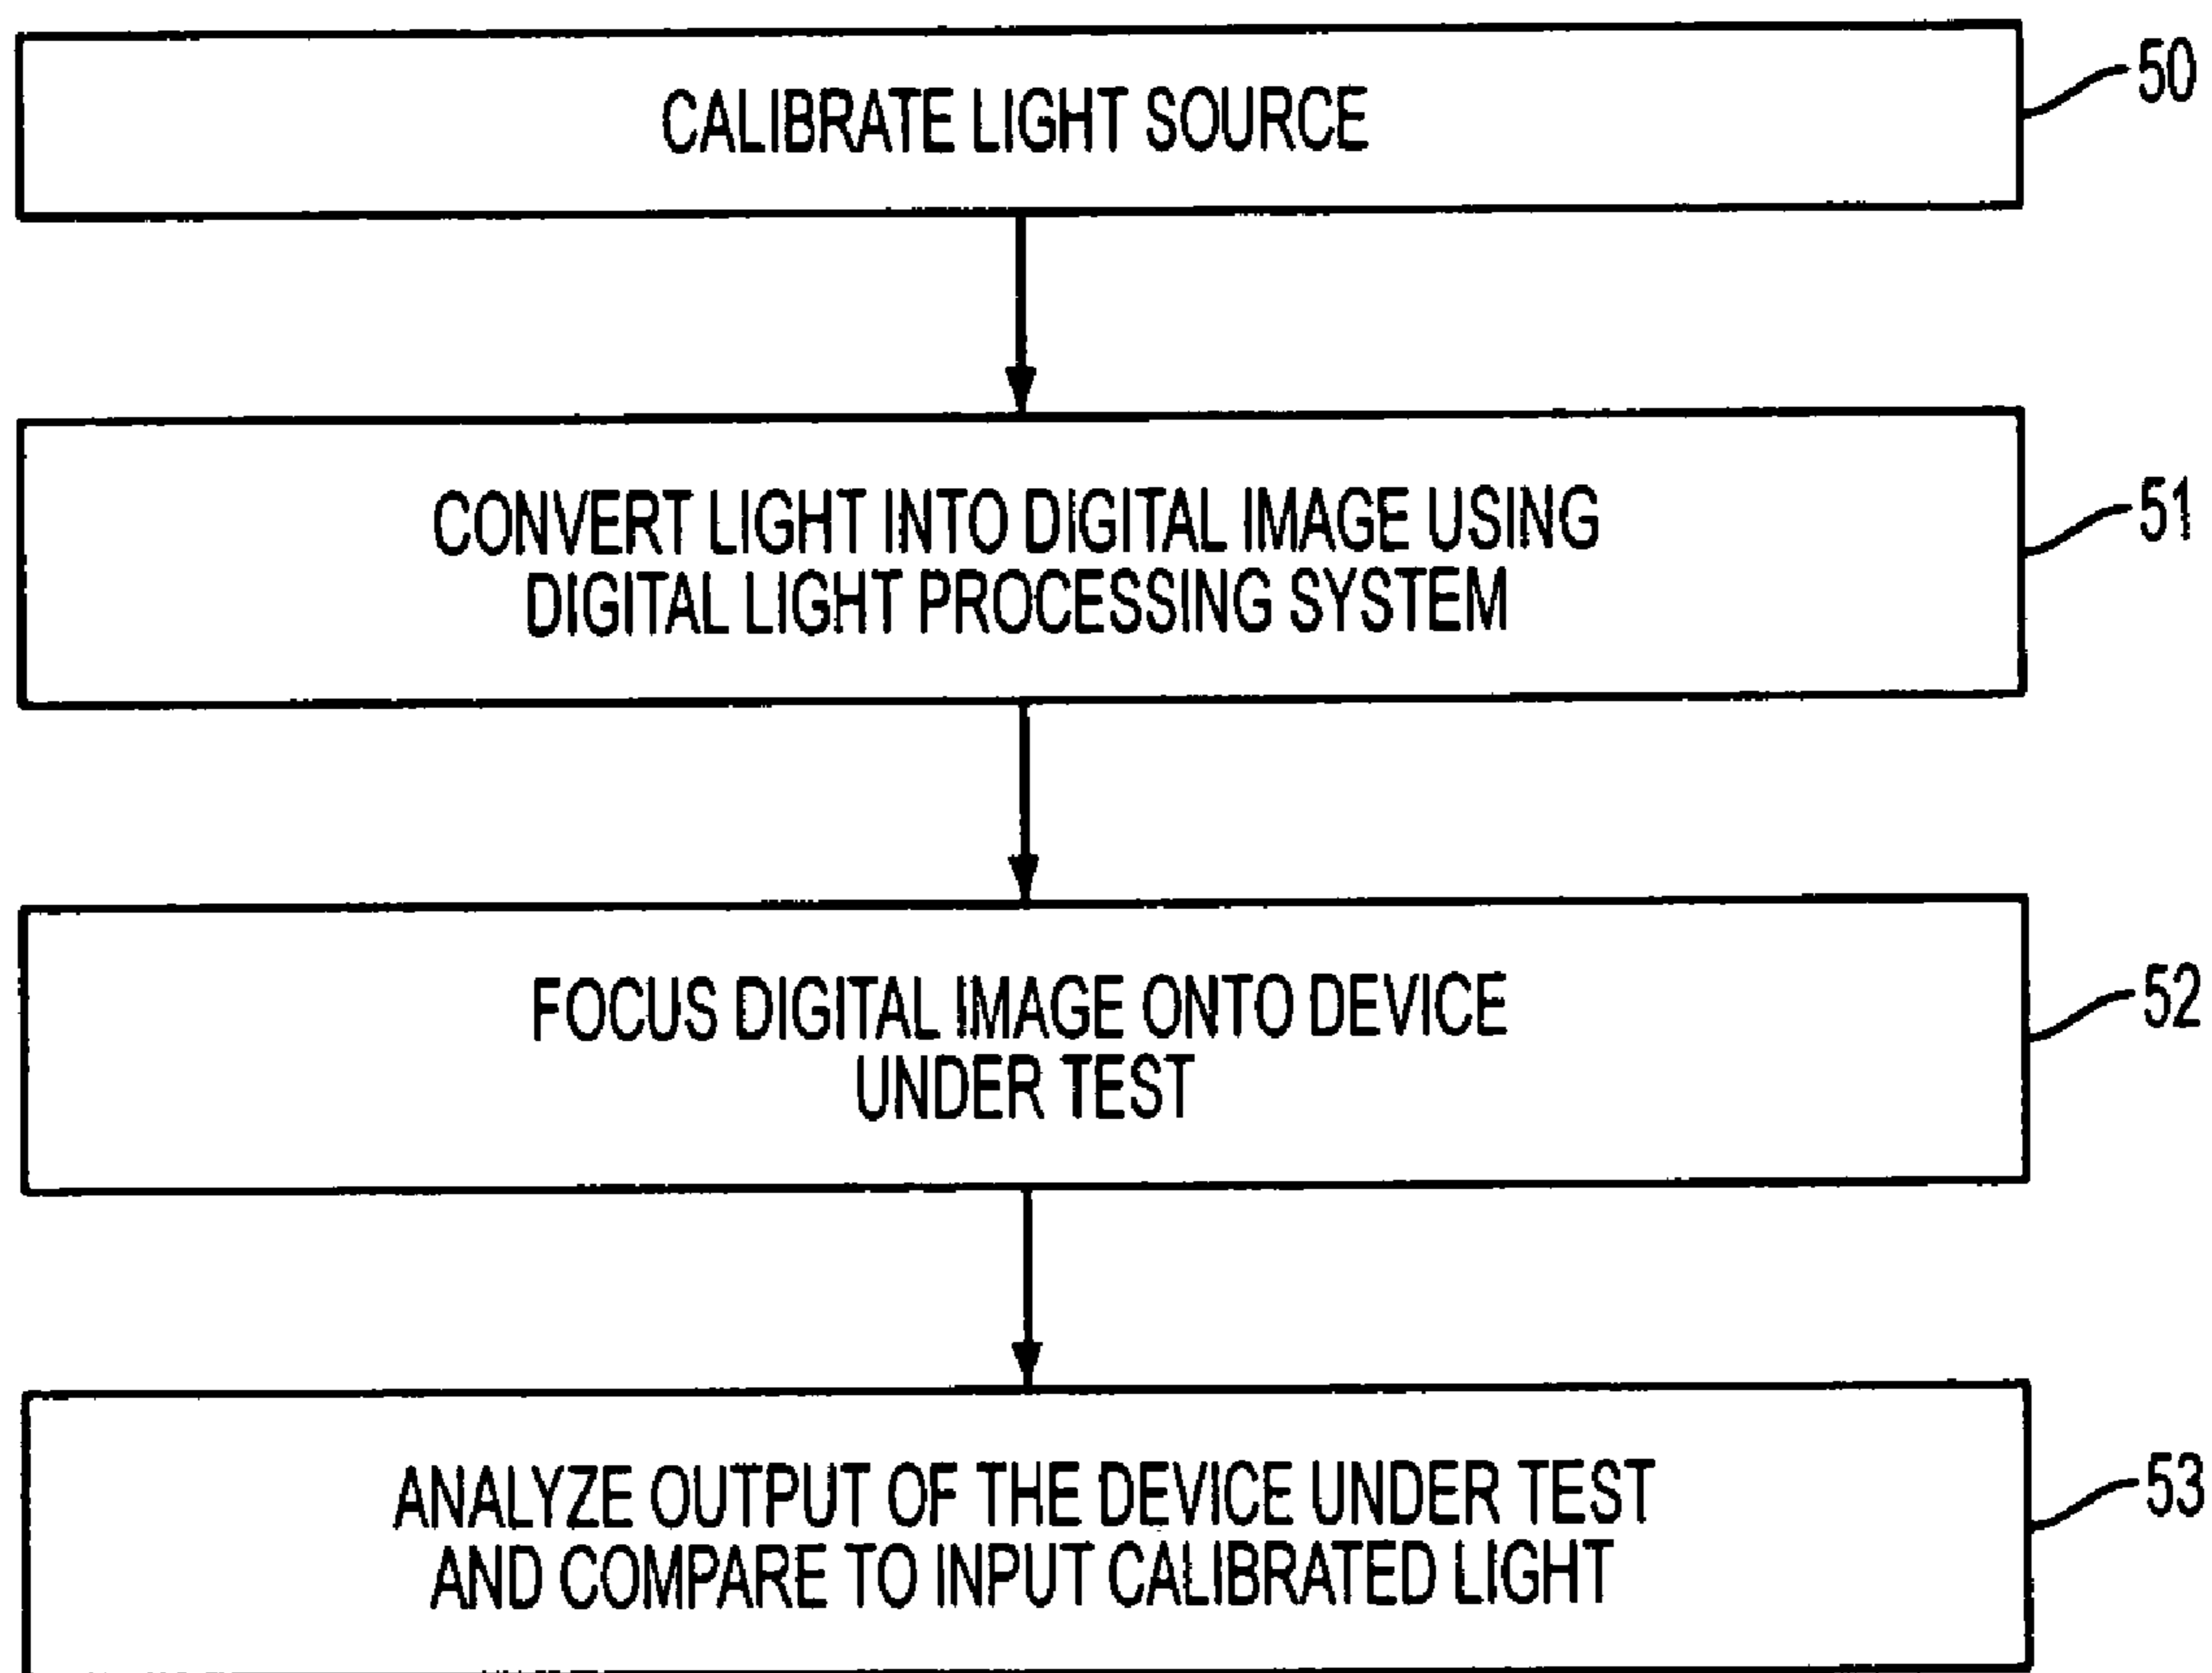 CALIBRATE LIGHT SOURCE
50
CONVERT LIGHT INTO DIGITAL IMAGE USING
DIGITAL LIGHT PROCESSING SYSTEM
51
FOCUS DIGITAL IMAGE ONTO DEVICE
UNDER TEST
52
ANALYZE OUTPUT OF THE DEVICE UNDER TEST
AND COMPARE TO INPUT CALIBRATED LIGHT
53